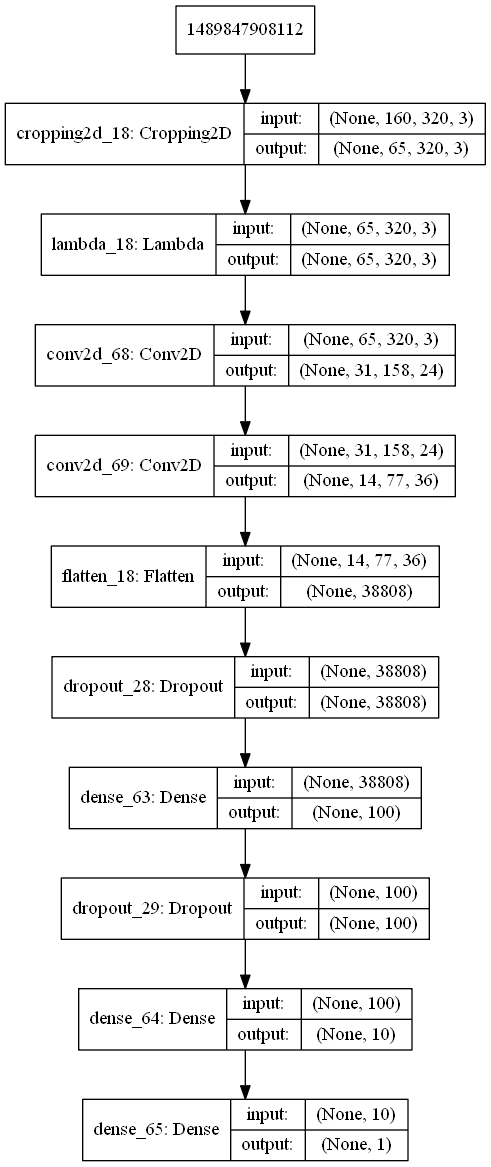 1489847908112
cropping2d_18: Cropping2D
input: (None, 160, 320, 3)
output: (None, 65, 320, 3)
lambda_18: Lambda
input: (None, 65, 320, 3)
output: (None, 65, 320, 3)
conv2d_68: Conv2D
input: (None, 65, 320, 3)
output: (None, 31, 158, 24)
conv2d_69: Conv2D
input: (None, 31, 158, 24)
output: (None, 14, 77, 36)
flatten_18: Flatten
input: (None, 14, 77, 36)
output: (None, 38808)
dropout_28: Dropout
input: (None, 38808)
output: (None, 38808)
dense_63: Dense
input: (None, 38808)
output: (None, 100)
dropout_29: Dropout
input: (None, 100)
output: (None, 100)
dense_64: Dense
input: (None, 100)
output: (None, 10)
dense_65: Dense
input: (None, 10)
output: (None, 1)